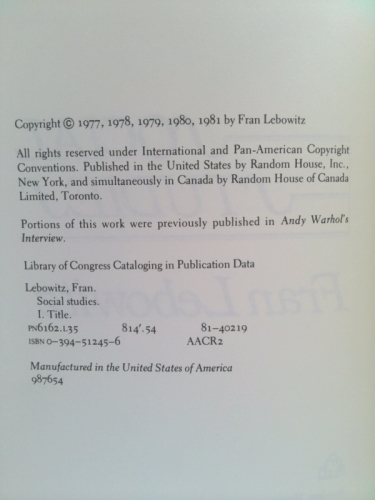 Copyright © 1977, 1978, 1979, 1980, 1981 by Fran Lebowitz
All rights reserved under International and Pan-American Copyright
Conventions. Published in the United States by Random House, Inc.,
New York, and simultaneously in Canada by Random House of Canada
Limited, Toronto.
Portions of this work were previously published in Andy Warhol's
Interview.
Library of Congress Cataloging in Publication Data
Lebowitz, Fran.
Social studies.
I. Title.
PN6162.L35 814'.54 81-40219
ISBN 0-394-51245-6 AACR2
Manufactured in the United States of America
987654